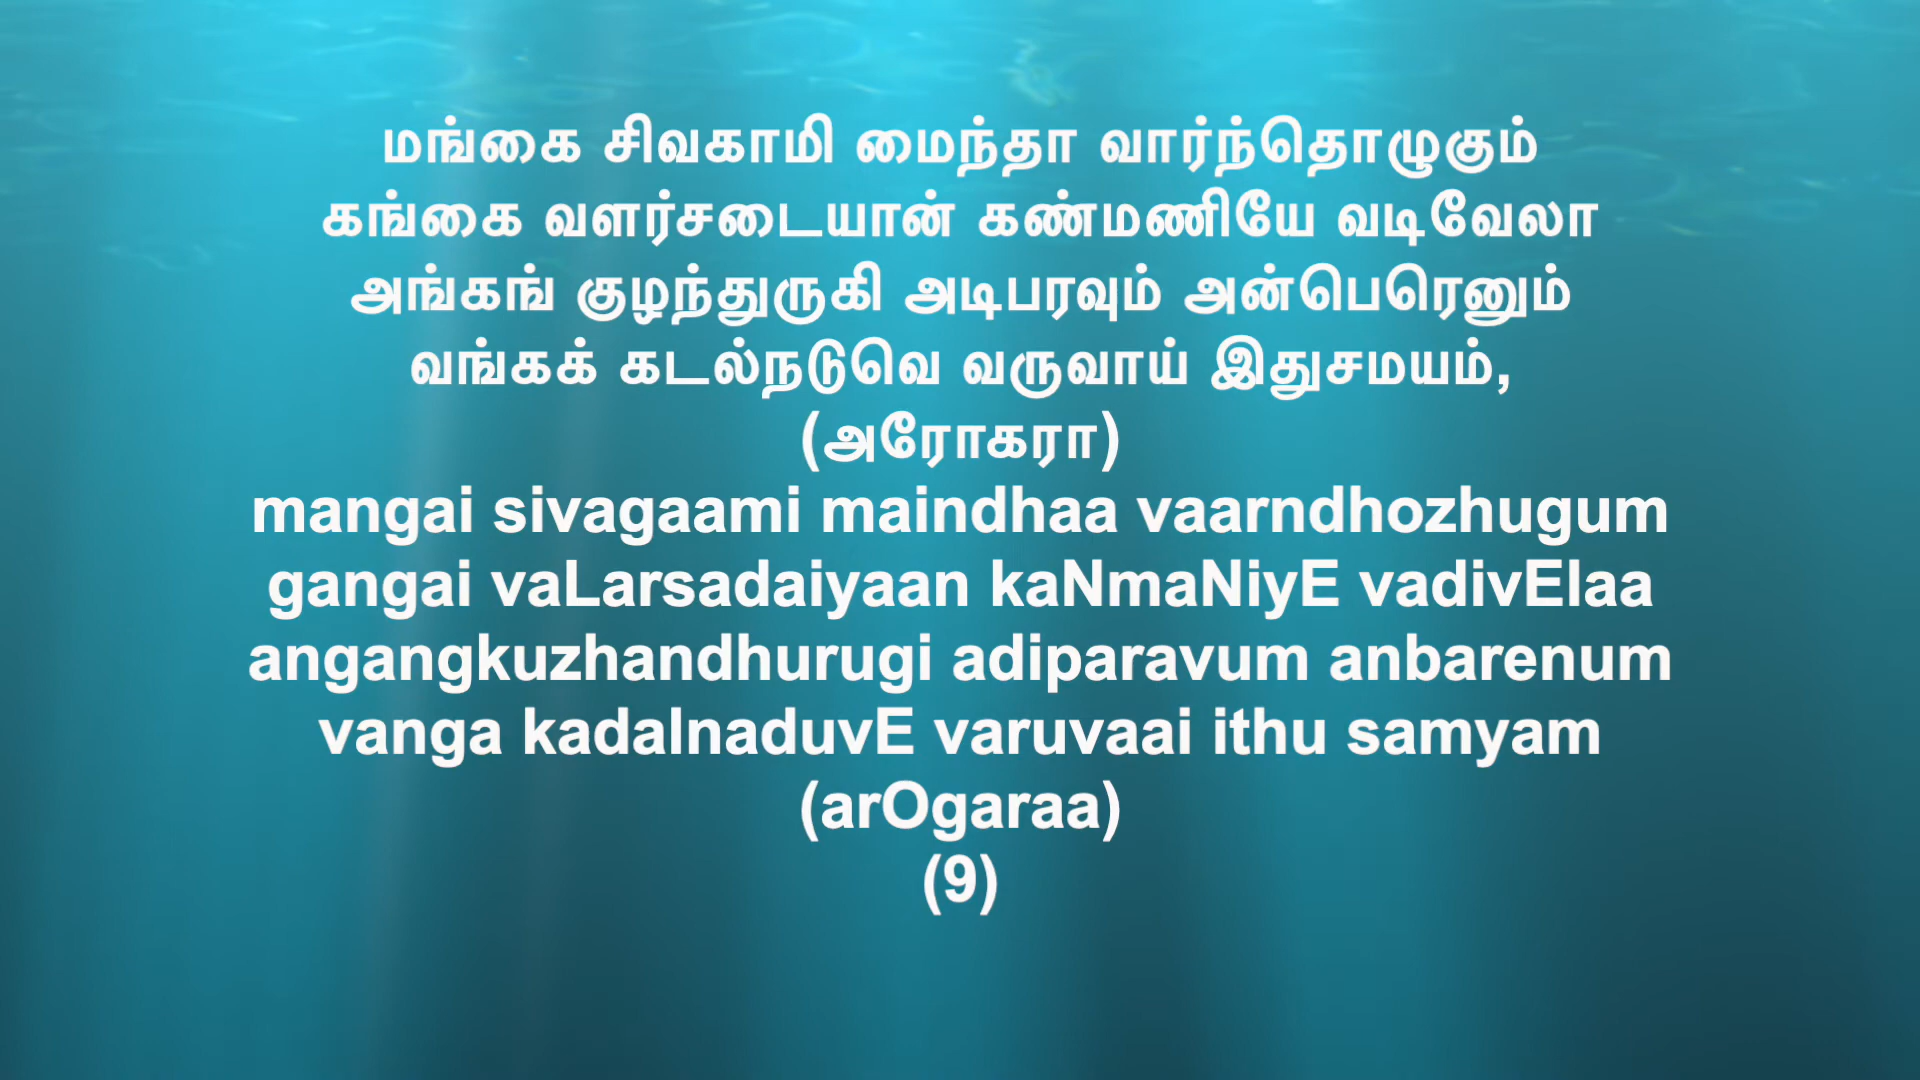 மங்கை சிவகாமி மைந்தா வார்ந்தொழுகும்
கங்கை வளர்சடையான் கண்மணியே வடிவேலா
அங்கங் குழந்துருகி அடிபரவும் அன்பெரெனும்
வங்கக் கடல்நடுவெ வருவாய் இதுசமயம்,
(அரோகரா)
mangai sivagaami maindhaa vaarndhozhugum
gangai vaLarsadaiyaan kaNmaNiyE vadivElaa
angangkuzhandhurugi adiparavum anbarenum
vanga kadalnaduvE varuvaai ithu samyam
(arOgaraa)
(9)